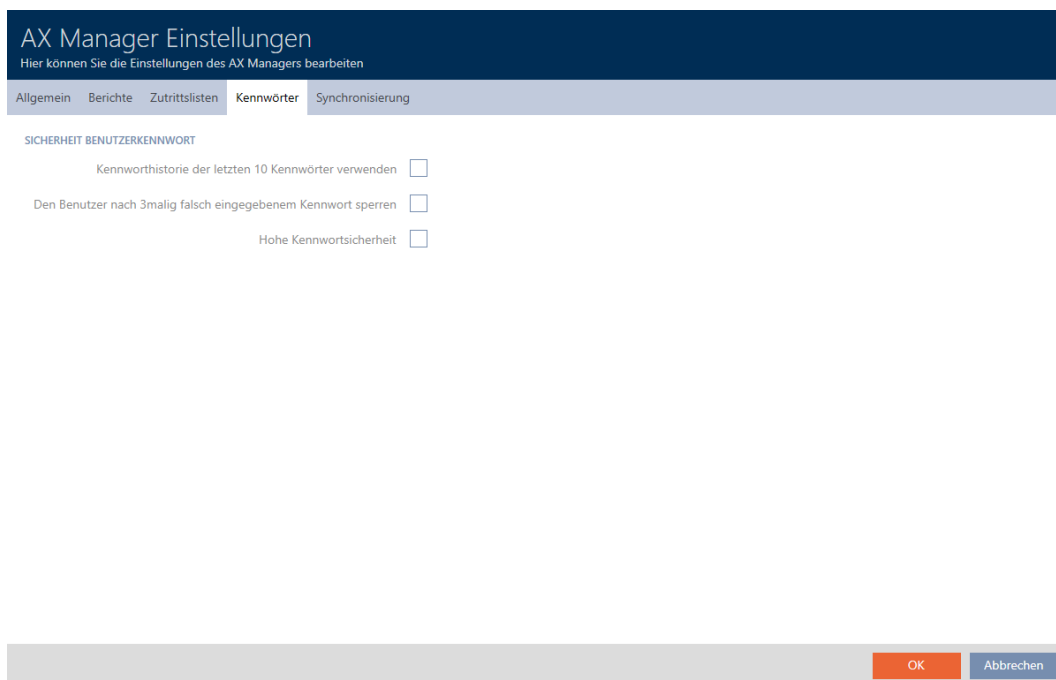 AX Manager Einstellungen
Hier können Sie die Einstellungen des AX Managers bearbeiten
Allgemein Berichte Zutrittslisten Kennwörter Synchronisierung
SICHERHEIT BENUTZERKENNWORT
Kennworthistorie der letzten 10 Kennwörter verwenden
Den Benutzer nach 3malig falsch eingegebenem Kennwort sperren
Hohe Kennwortsicherheit
OK Abbrechen